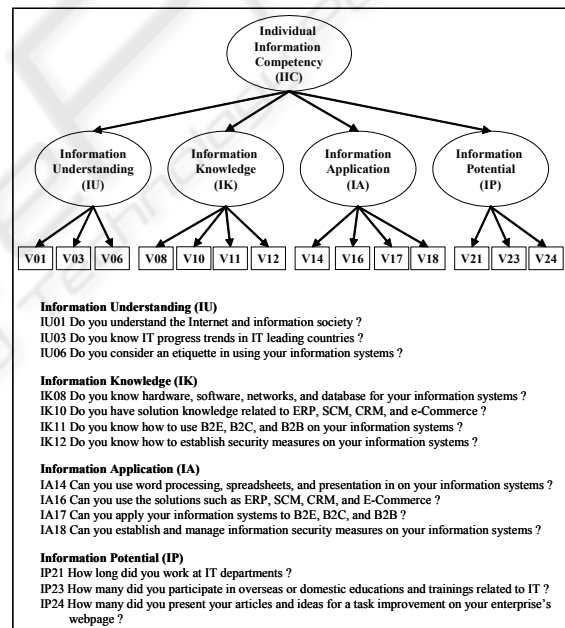 Individual
Information
Competency
(IIC)
Information
Understanding
(IU)
Information
Knowledge
(IK)
Information
Application
(IA)
Information
Potential
(IP)
V01 V03 V06 V08 V10 V11 V12 V14 V16 V17 V18 V21 V23 V24
Information Understanding (IU)
IU01 Do you understand the Internet and information society ?
IU03 Do you know IT progress trends in IT leading countries ?
IU06 Do you consider an etiquette in using your information systems ?
Information Knowledge (IK)
IK08 Do you know hardware, software, networks, and database for your information systems ?
IK10 Do you have solution knowledge related to ERP, SCM, CRM, and e-Commerce ?
IK11 Do you know how to use B2E, B2C, and B2B on your information systems ?
IK12 Do you know how to establish security measures on your information systems ?
Information Application (IA)
IA14 Can you use word processing, spreadsheets, and presentation in on your information systems ?
IA16 Can you use the solutions such as ERP, SCM, CRM, and E-Commerce ?
IA17 Can you apply your information systems to B2E, B2C, and B2B ?
IA18 Can you establish and manage information security measures on your information systems ?
Information Potential (IP)
IP21 How long did you work at IT departments ?
IP23 How many did you participate in overseas or domestic educations and trainings related to IT ?
IP24 How many did you present your articles and ideas for a task improvement on your enterprise's
webpage ?